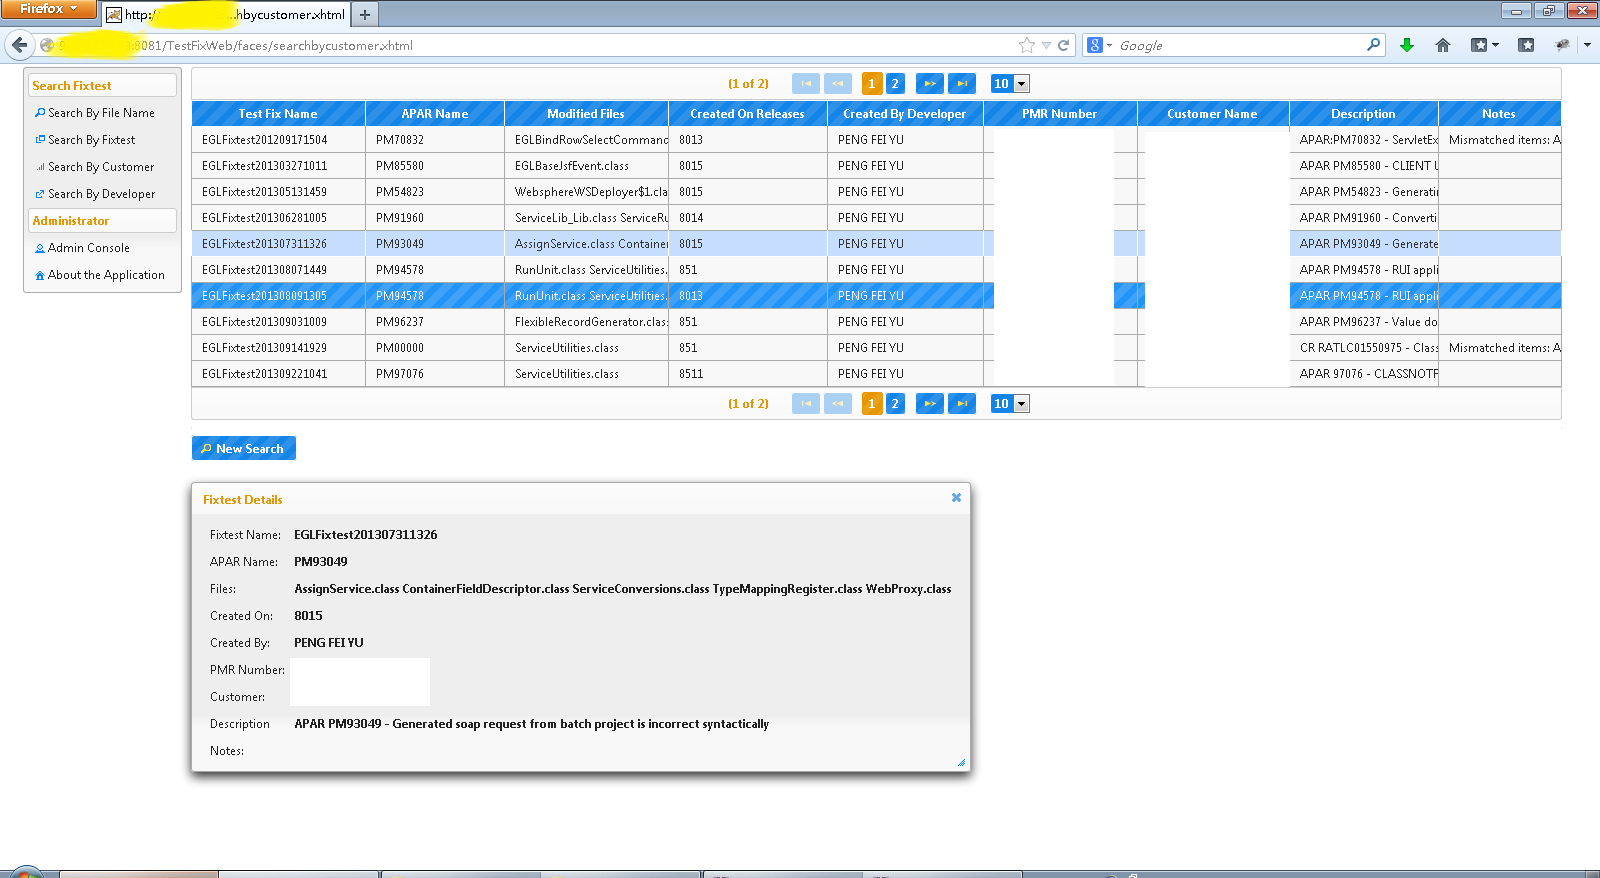 Firefox
http: hbycustomer.xhtml
:8081/TestFixWeb/faces/searchbycustomer.xhtml
Google
Search Fixtest
Search By File Name
Search By Fixtest
Search By Customer
Search By Developer
Administrator
Admin Console
About the Application
(1 of 2) 1 2 10
Test Fix Name APAR Name Modified Files Created On Releases Created By Developer PMR Number Customer Name Description Notes
EGLFixtest201209171504 PM70832 EGLBindRowSelectCommand 8013 PENG FEI YU APAR:PM70832 - ServletEx Mismatched items: A
EGLFixtest201303271011 PM85580 EGLBaseJsfEvent.class 8015 PENG FEI YU APAR PM85580 - CLIENT U
EGLFixtest201305131459 PM54823 WebsphereWSDeployer$1.cla 8015 PENG FEI YU APAR PM54823 - Generatin
EGLFixtest201306281005 PM91960 ServiceLib_Lib.class ServiceRu 8014 PENG FEI YU APAR PM91960 - Converti
EGLFixtest201307311326 PM93049 AssignService.class Container 8015 PENG FEI YU APAR PM93049 - Generate
EGLFixtest201308071449 PM94578 RunUnit.class ServiceUtilities. 851 PENG FEI YU APAR PM94578 - RUI appli
EGLFixtest201308091305 PM94578 RunUnit.class ServiceUtilities. 8013 PENG FEI YU APAR PM94578 - RUI appli
EGLFixtest201309031009 PM96237 FlexibleRecordGenerator.class 851 PENG FEI YU APAR PM96237 - Value do
EGLFixtest201309141929 PM00000 ServiceUtilities.class 851 PENG FEI YU CR RATLC01550975 - Class Mismatched items: A
EGLFixtest201309221041 PM97076 ServiceUtilities.class 8511 PENG FEI YU APAR 97076 - CLASSNOTF
(1 of 2) 1 2 10
New Search
Fixtest Details
Fixtest Name: EGLFixtest201307311326
APAR Name: PM93049
Files: AssignService.class ContainerFieldDescriptor.class ServiceConversions.class TypeMappingRegister.class WebProxy.class
Created On: 8015
Created By: PENG FEI YU
PMR Number:
Customer:
Description APAR PM93049 - Generated soap request from batch project is incorrect syntactically
Notes: